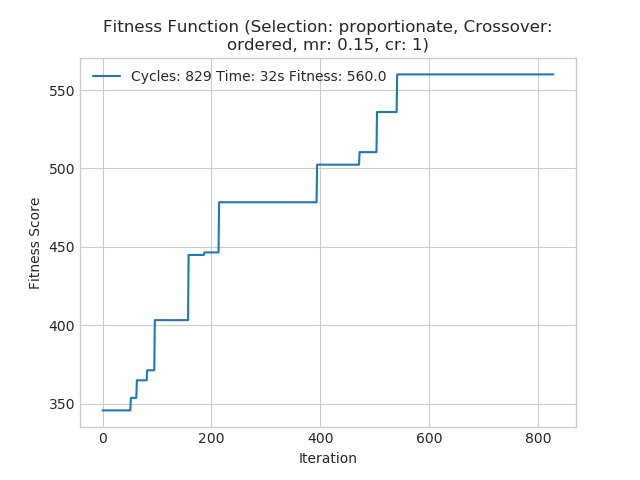 Fitness Function (Selection: proportionate, Crossover:
ordered, mr: 0.15, cr: 1)
Cycles: 829 Time: 32s Fitness: 560.0
Fitness Score
550
500
450
400
350
0 200 400 600 800
Iteration